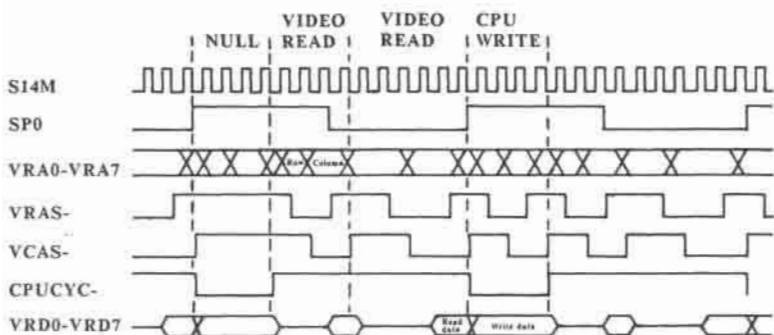 NULL VIDEO READ VIDEO READ CPU WRITE
S14M
SP0
VRA0-VRA7 Row Column
VRAS-
VCAS-
CPUCYC-
VRD0-VRD7 Read data Write data